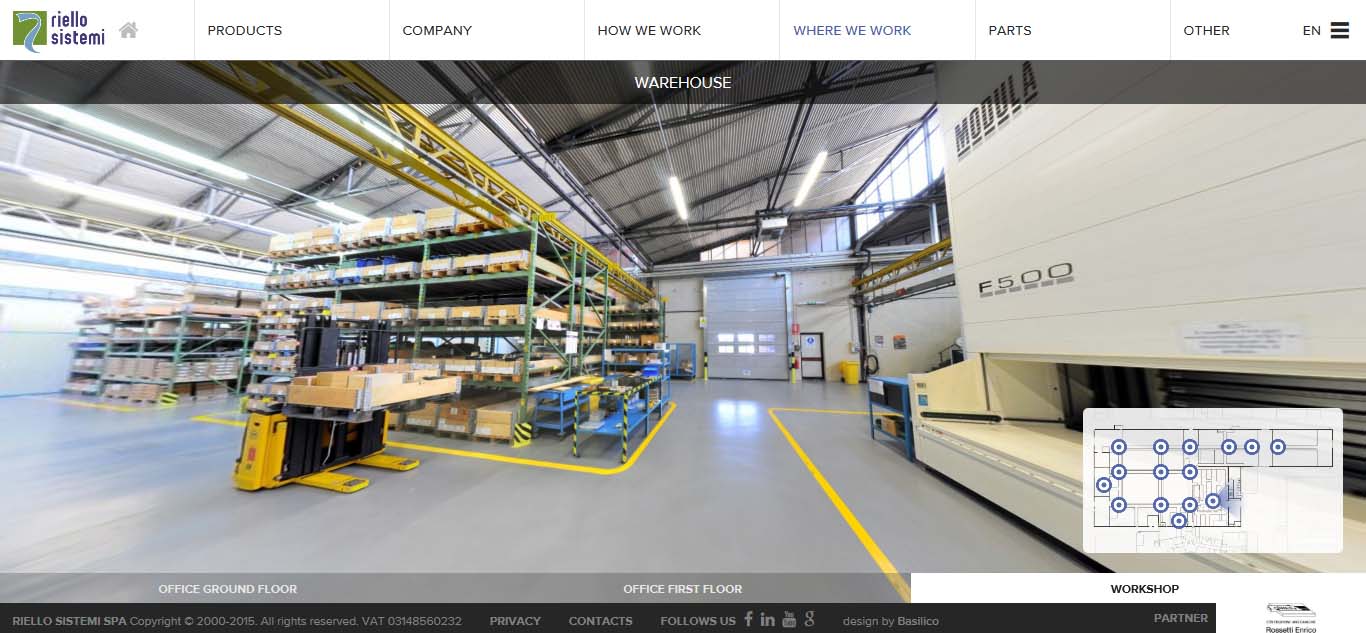 riello
sistemi
PRODUCTS
COMPANY
HOW WE WORK
WHERE WE WORK
PARTS
OTHER
EN
WAREHOUSE
MODULA
F500
OFFICE GROUND FLOOR
OFFICE FIRST FLOOR
WORKSHOP
RIELLO SISTEMI SPA Copyright © 2000-2015. All rights reserved. VAT 03148560232
PRIVACY
CONTACTS
FOLLOWS US
You Tube
design by Basilico
PARTNER
Rossetti Enrico